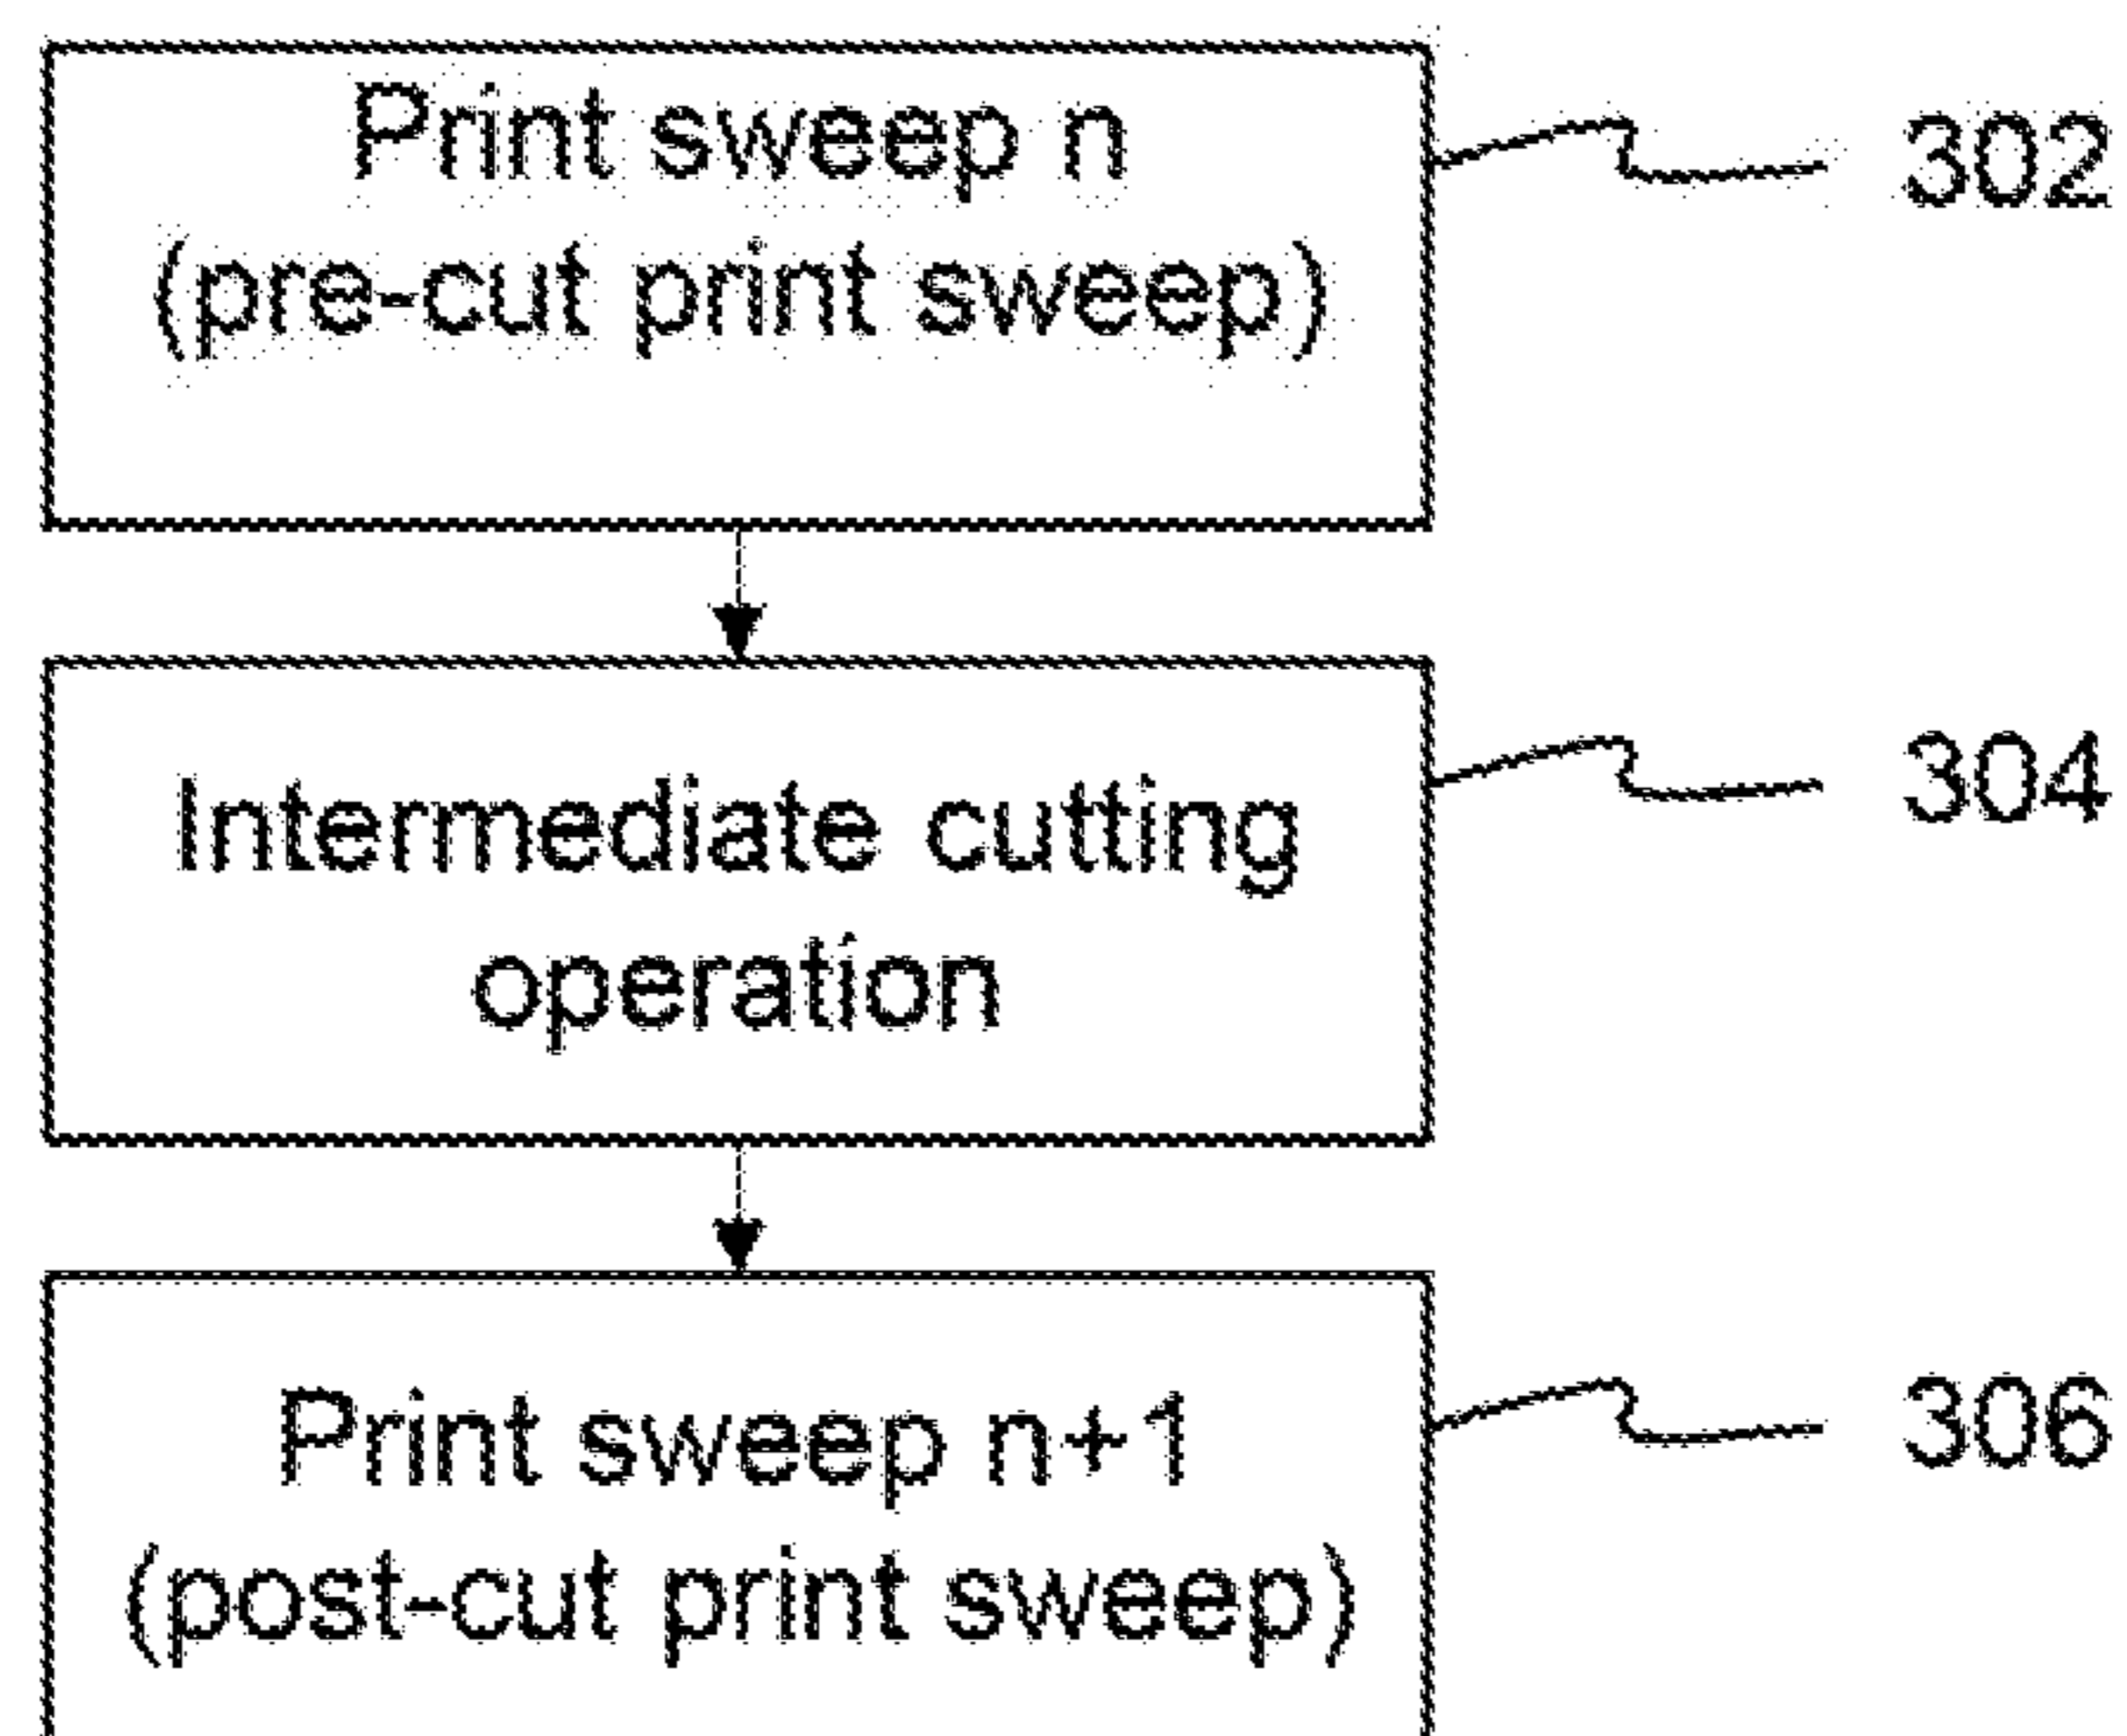 Print sweep n
(pre-cut print sweep)
302
Intermediate cutting
operation
304
Print sweep n+1
(post-cut print sweep)
306